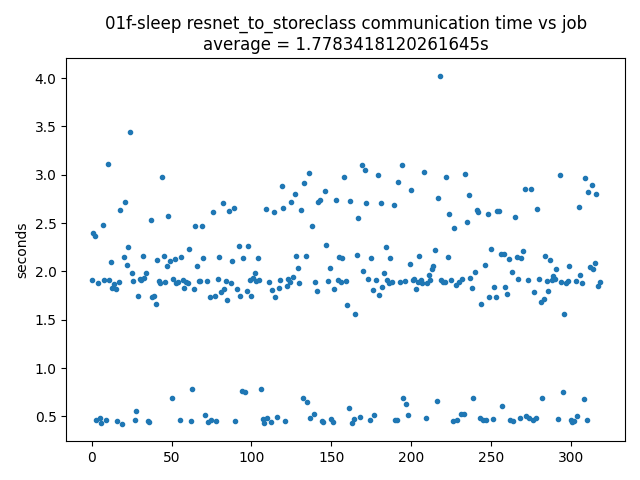 01f-sleep resnet_to_storeclass communication time vs job
average = 1.7783418120261645s
4.0
3.5
3.0
2.5
2.0
1.5
1.0
0.5
seconds
0 50 100 150 200 250 300